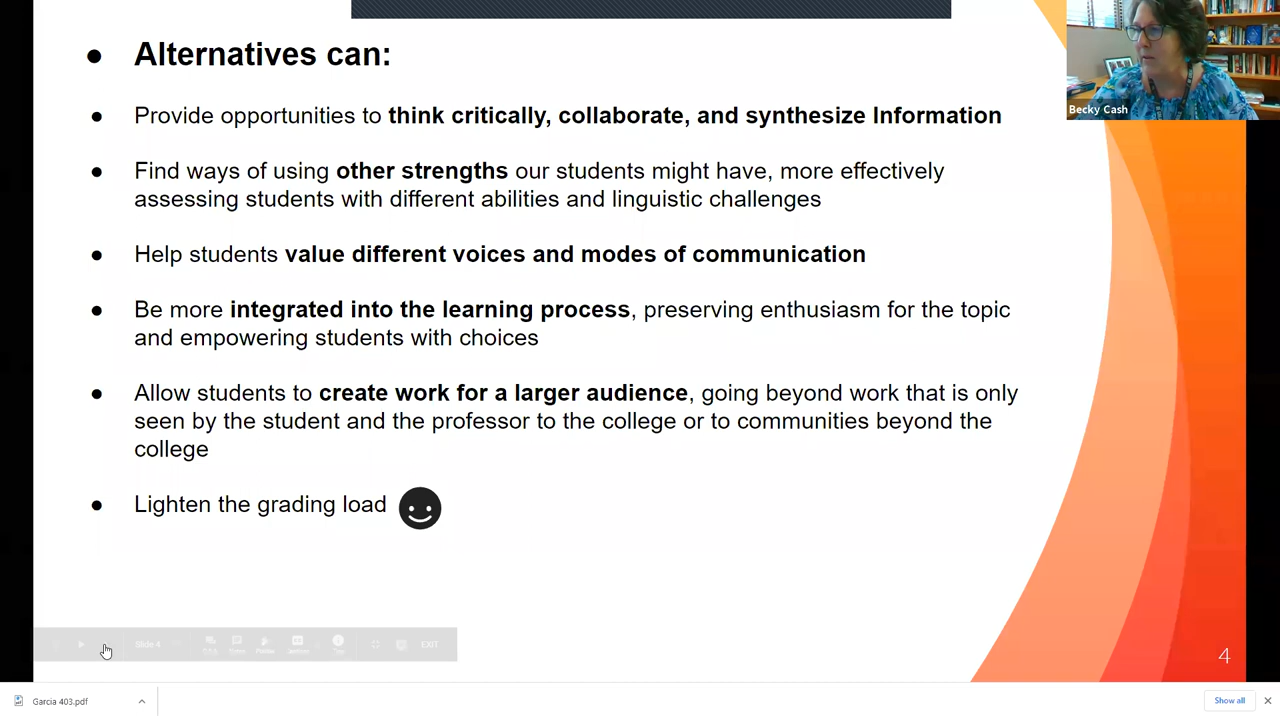 Alternatives can:
Provide opportunities to think critically, collaborate, and synthesize Information
Find ways of using other strengths our students might have, more effectively
assessing students with different abilities and linguistic challenges
Help students value different voices and modes of communication
Be more integrated into the learning process, preserving enthusiasm for the topic
and empowering students with choices
Allow students to create work for a larger audience, going beyond work that is only
seen by the student and the professor to the college or to communities beyond the
college
Lighten the grading load
Becky Cash
Slide 4
EXIT
4
Garcia 403.pdf
Show all